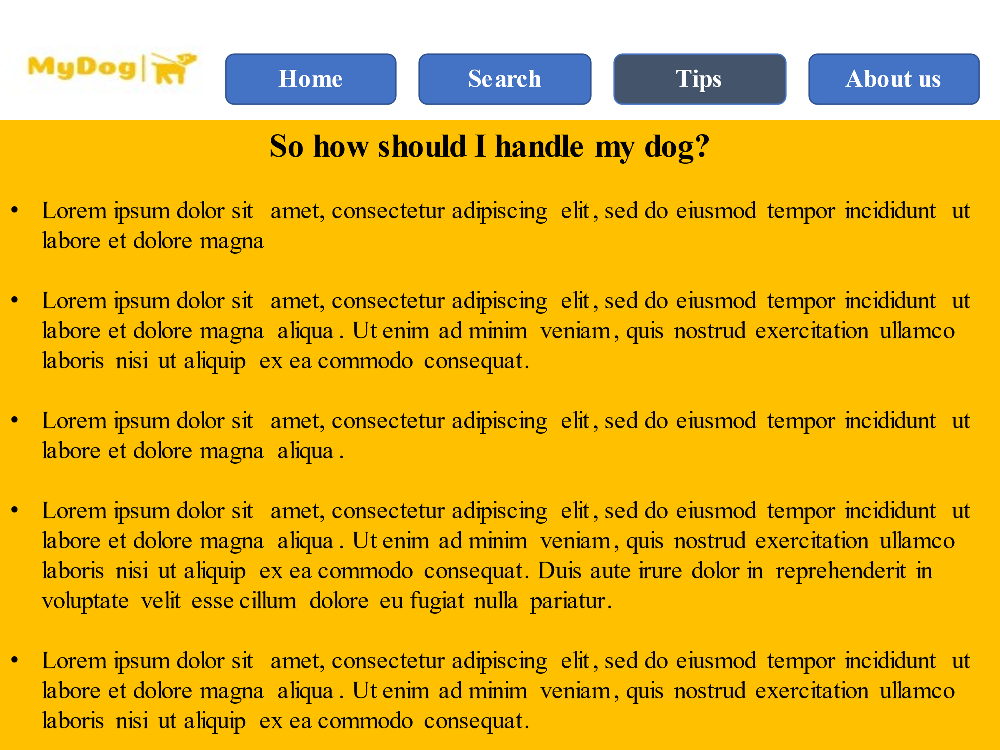 MyDog
Home
Search
Tips
About us
So how should I handle my dog?
• Lorem ipsum dolor sit amet, consectetur adipiscing elit, sed do eiusmod tempor incididunt ut
labore et dolore magna
• Lorem ipsum dolor sit amet, consectetur adipiscing elit, sed do eiusmod tempor incididunt ut
labore et dolore magna aliqua. Ut enim ad minim veniam, quis nostrud exercitation ullamco
laboris nisi ut aliquip ex ea commodo consequat.
• Lorem ipsum dolor sit amet, consectetur adipiscing elit, sed do eiusmod tempor incididunt ut
labore et dolore magna aliqua.
• Lorem ipsum dolor sit amet, consectetur adipiscing elit, sed do eiusmod tempor incididunt ut
labore et dolore magna aliqua. Ut enim ad minim veniam, quis nostrud exercitation ullamco
laboris nisi ut aliquip ex ea commodo consequat. Duis aute irure dolor in reprehenderit in
voluptate velit esse cillum dolore eu fugiat nulla pariatur.
• Lorem ipsum dolor sit amet, consectetur adipiscing elit, sed do eiusmod tempor incididunt ut
labore et dolore magna aliqua. Ut enim ad minim veniam, quis nostrud exercitation ullamco
laboris nisi ut aliquip ex ea commodo consequat.